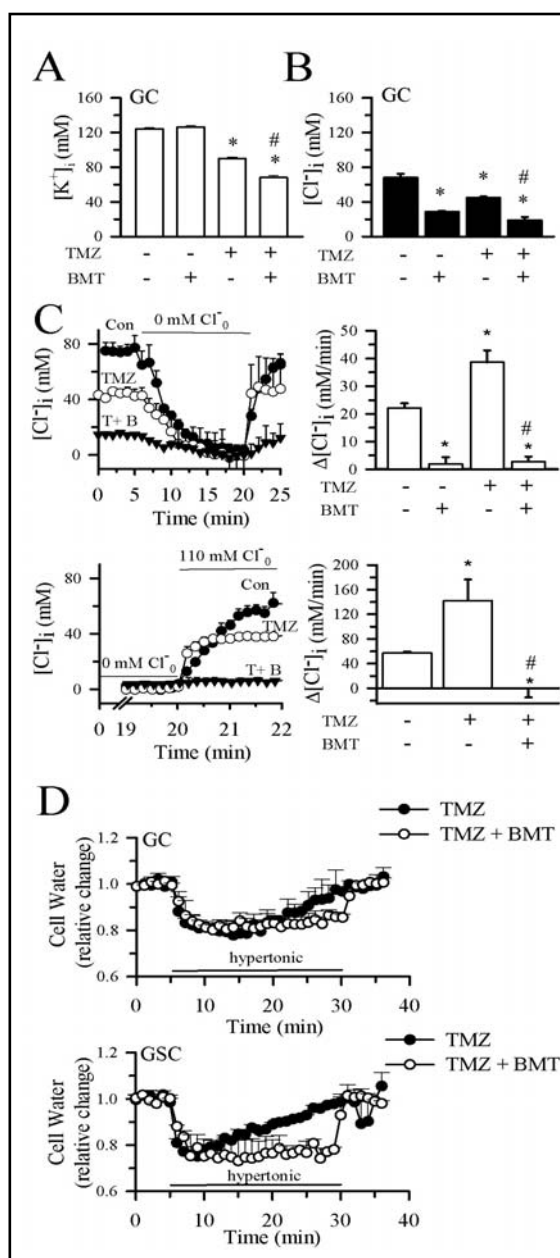 A
GC
160
120
80
40
0
[K⁺]ᵢ (mM)
*
#
*
TMZ - - + +
BMT - + - +
B
GC
160
120
80
40
0
[Cl⁻]ᵢ (mM)
*
*
#
*
TMZ - - + +
BMT - + - +
C
0 mM Cl⁻₀
Con
TMZ
T+ B
80
40
0
[Cl⁻]ᵢ (mM)
0 5 10 15 20 25
Time (min)
50
40
30
20
10
0
Δ[Cl⁻]ᵢ (mM/min)
*
*
#
*
TMZ - - + +
BMT - + - +
110 mM Cl⁻₀
Con
TMZ
0 mM Cl⁻₀
T+ B
80
40
0
[Cl⁻]ᵢ (mM)
19 20 21 22
Time (min)
200
160
120
80
40
0
Δ[Cl⁻]ᵢ (mM/min)
*
#
*
TMZ - + +
BMT - - +
D
TMZ
TMZ + BMT
GC
1.2
1.0
0.8
0.6
Cell Water
(relative change)
hypertonic
0 10 20 30 40
Time (min)
TMZ
TMZ + BMT
GSC
1.2
1.0
0.8
0.6
Cell Water
(relative change)
hypertonic
0 10 20 30 40
Time (min)